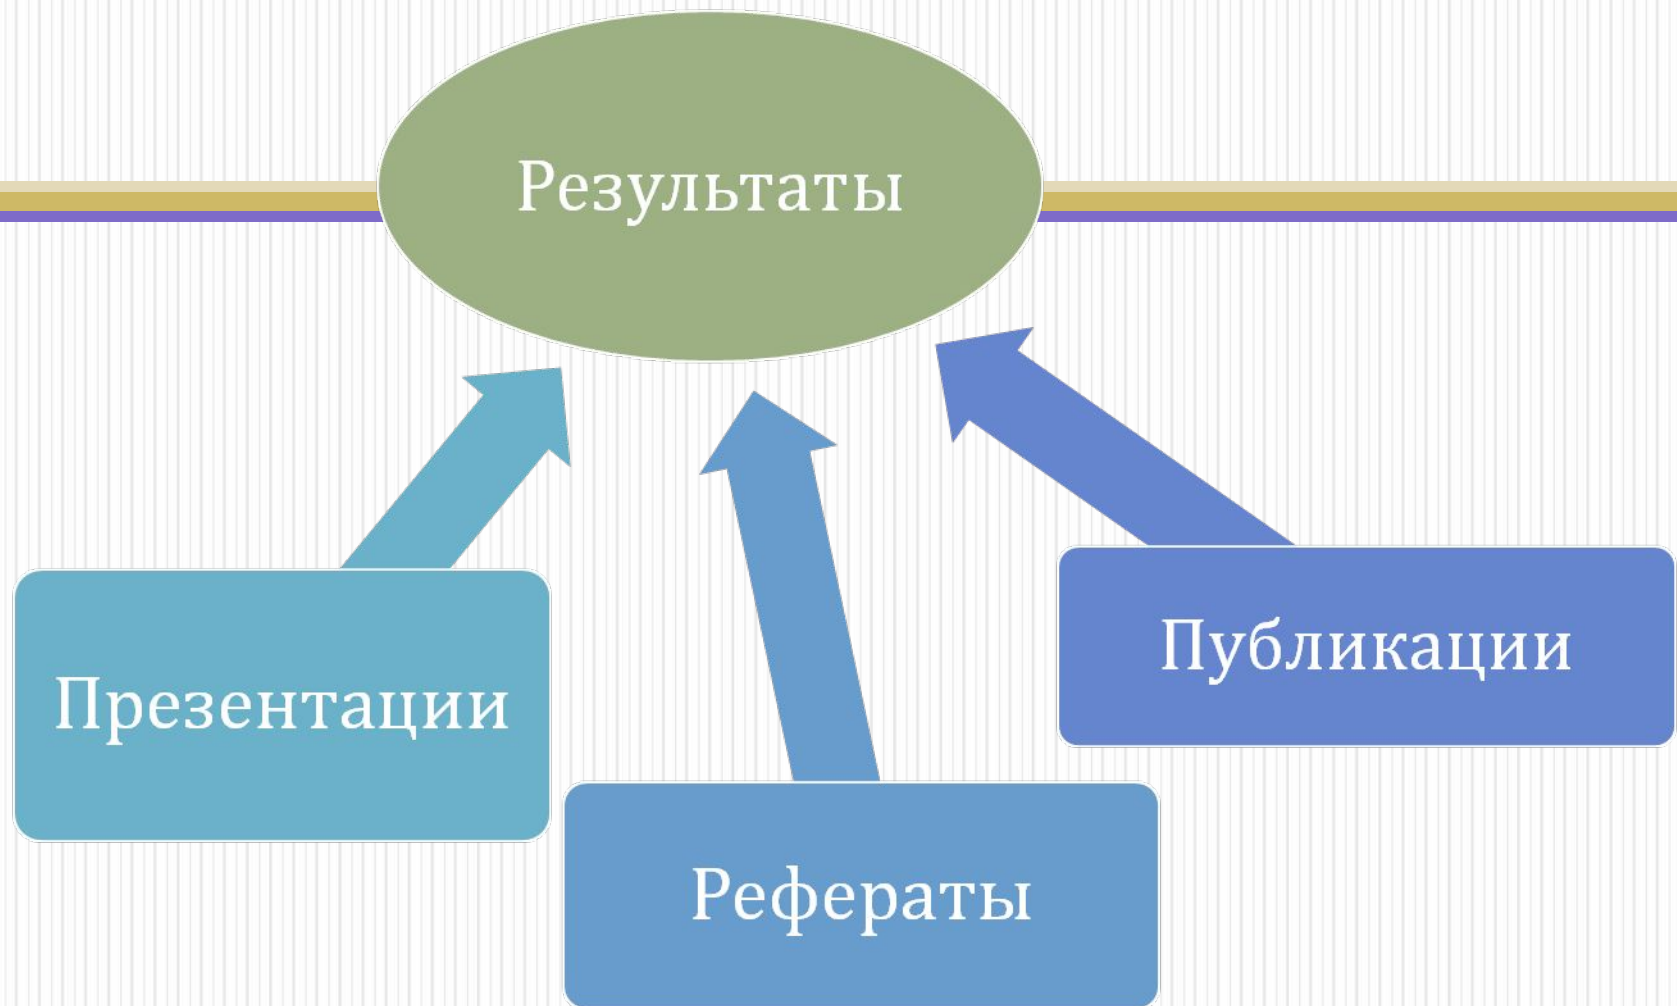 Результаты
Презентации
Рефераты
Публикации